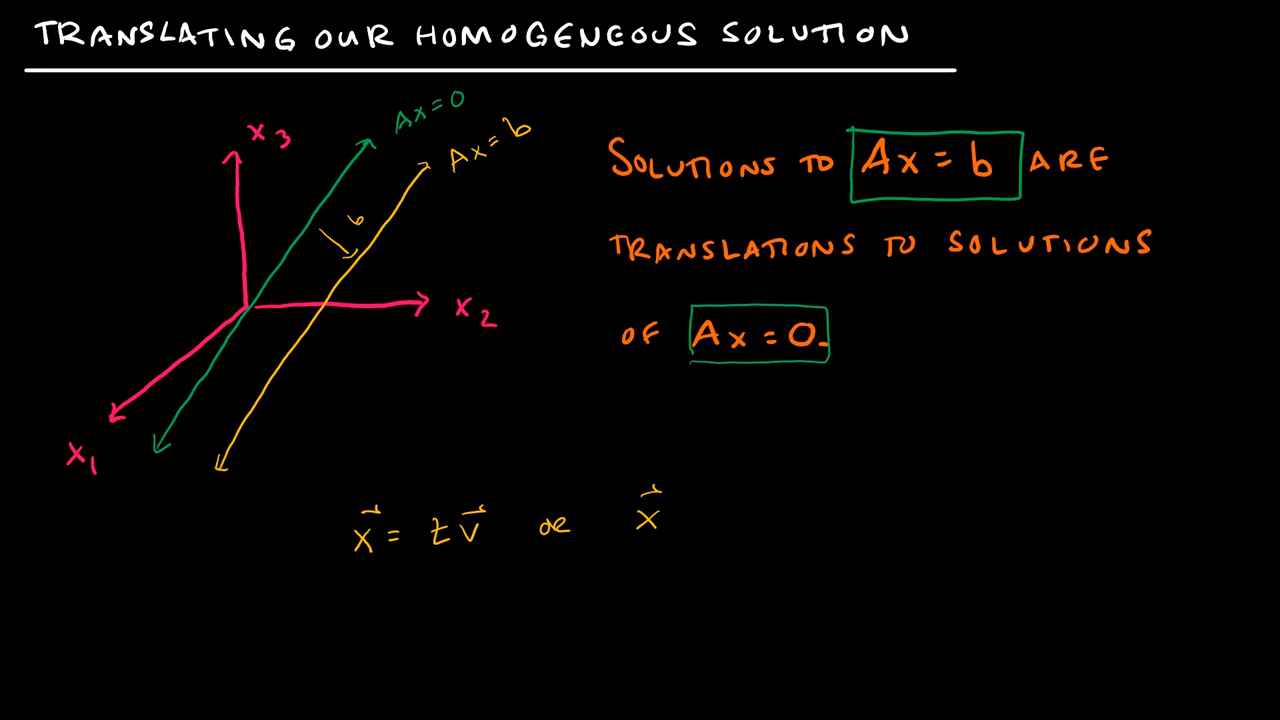 TRANSLATING OUR HOMOGENEOUS SOLUTION
x₃
Ax=0
Ax=b
b
x₂
x₁
SOLUTIONS TO Ax = b ARE
TRANSLATIONS TO SOLUTIONS
OF Ax = 0.
x⃗ = t v⃗ or x⃗